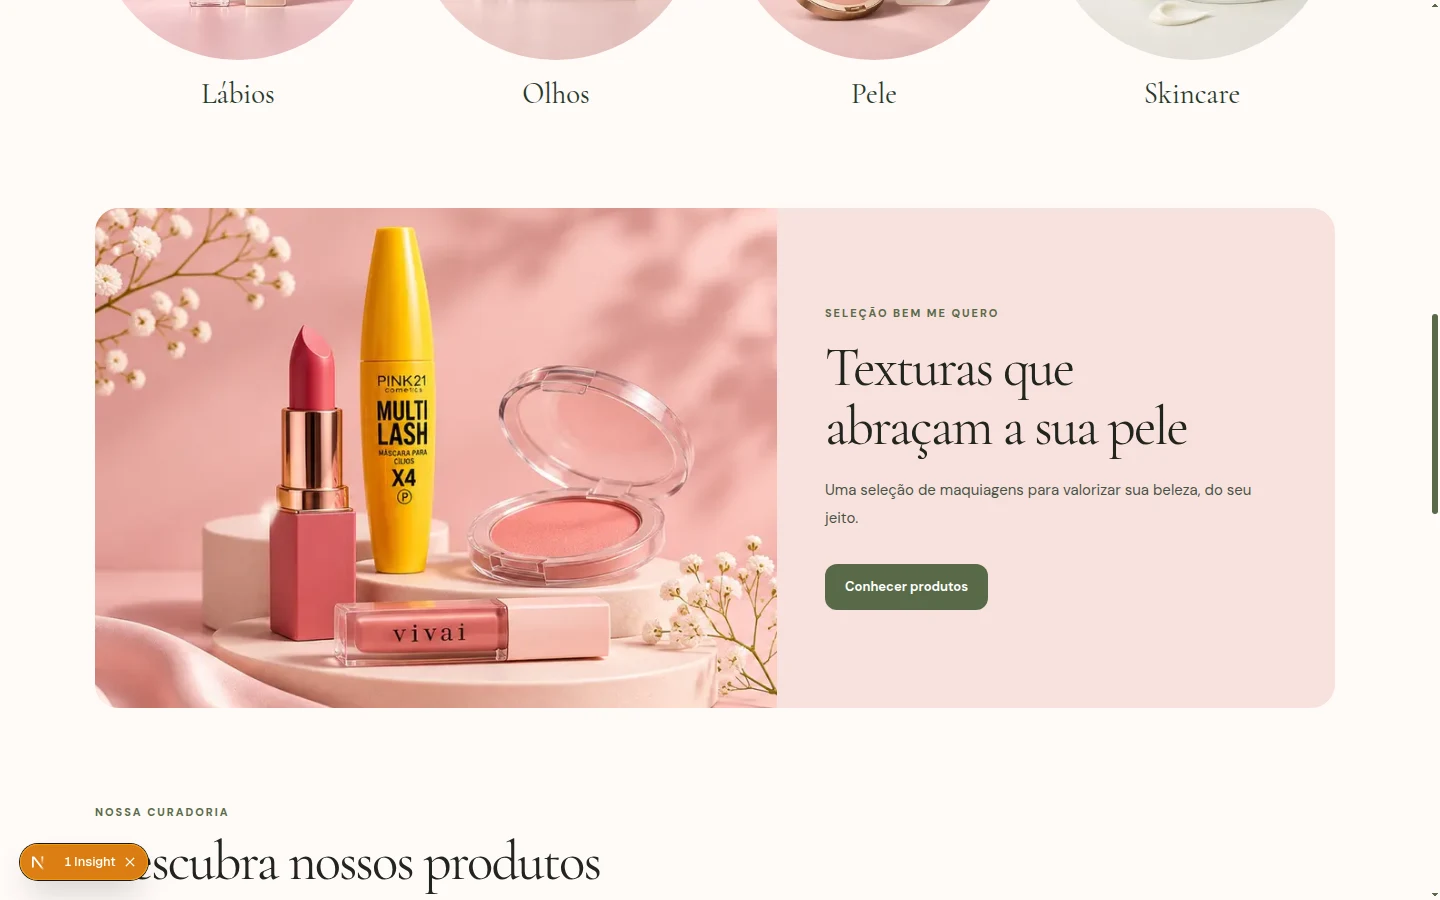 Lábios
Olhos
Pele
Skincare
PINK21
cosmetics
MULTI
LASH
MÁSCARA PARA
CÍLIOS
X4
P
vivai
SELEÇÃO BEM ME QUERO
Texturas que
abraçam a sua pele
Uma seleção de maquiagens para valorizar sua beleza, do seu
jeito.
Conhecer produtos
NOSSA CURADORIA
escubra nossos produtos
N
1 Insight